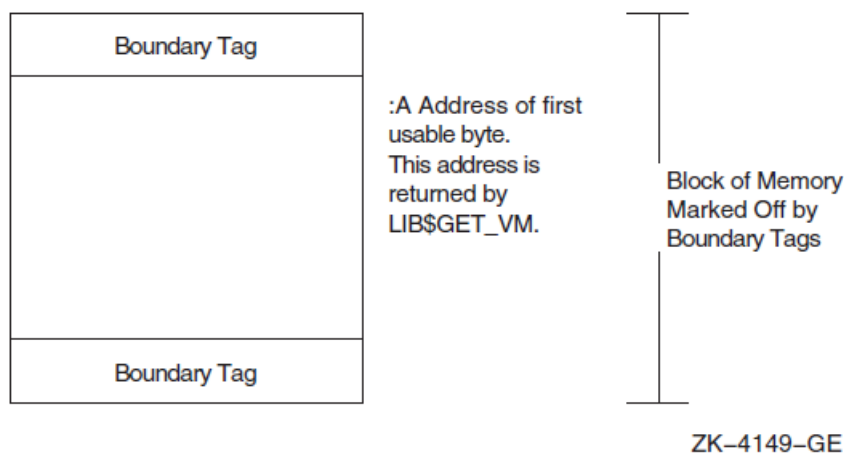 Boundary Tag
:A Address of first
usable byte.
This address is
returned by
LIB$GET_VM.
Block of Memory
Marked Off by
Boundary Tags
Boundary Tag
ZK–4149–GE